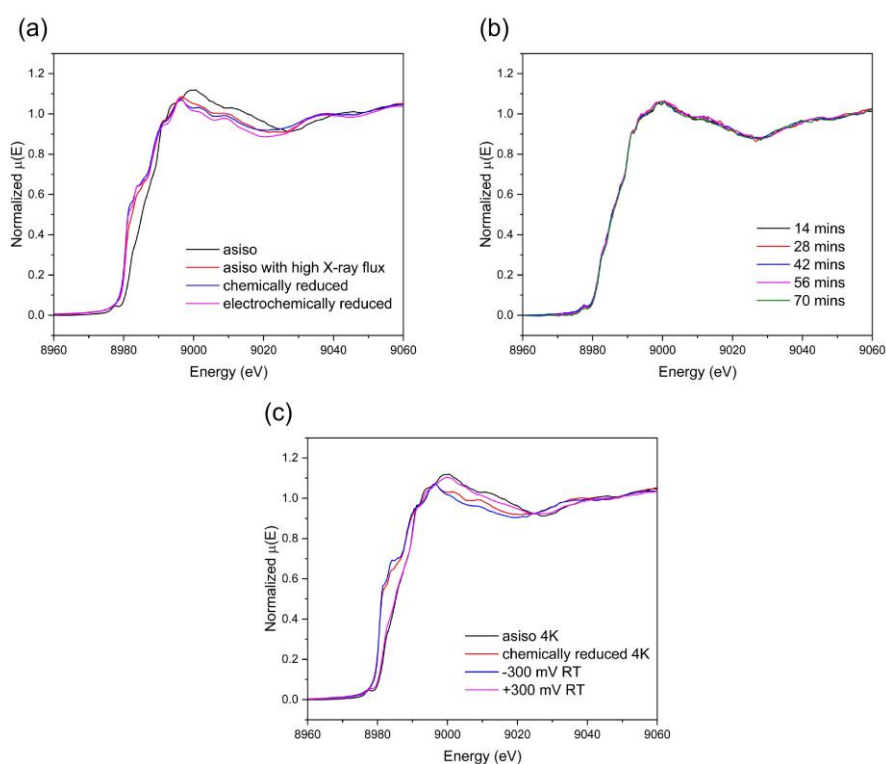 (a)
1.2
1.0
0.8
0.6
0.4
0.2
0.0
Normalized μ(E)
asiso
asiso with high X-ray flux
chemically reduced
electrochemically reduced
8960 8980 9000 9020 9040 9060
Energy (eV)
(b)
1.2
1.0
0.8
0.6
0.4
0.2
0.0
Normalized μ(E)
14 mins
28 mins
42 mins
56 mins
70 mins
8960 8980 9000 9020 9040 9060
Energy (eV)
(c)
1.2
1.0
0.8
0.6
0.4
0.2
0.0
Normalized μ(E)
asiso 4K
chemically reduced 4K
-300 mV RT
+300 mV RT
8960 8980 9000 9020 9040 9060
Energy (eV)